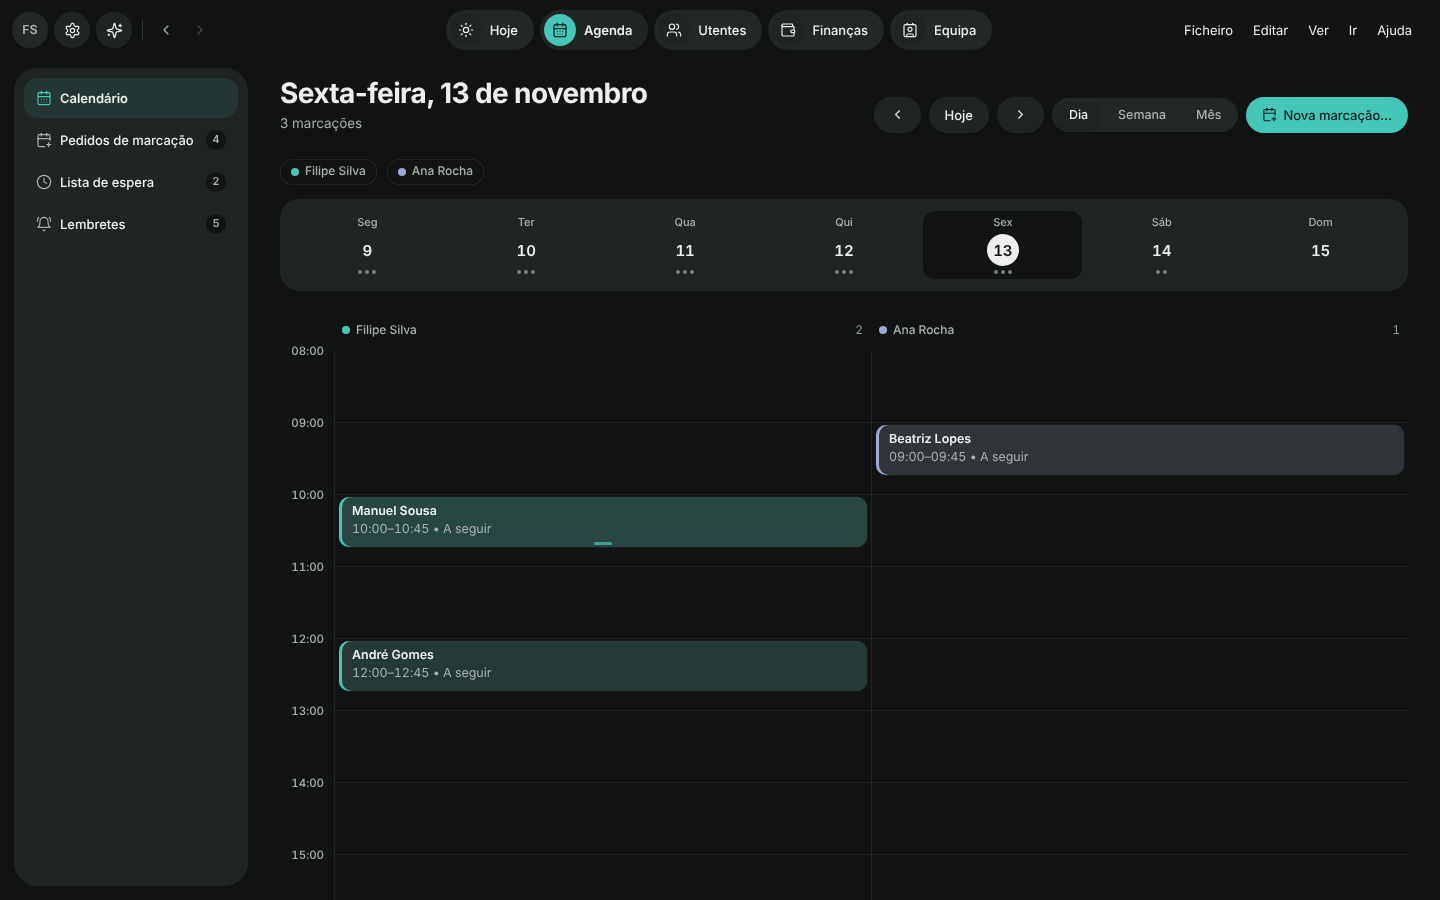 FS
Hoje
Agenda
Utentes
Finanças
Equipa
Ficheiro
Editar
Ver
Ir
Ajuda
Calendário
Pedidos de marcação 4
Lista de espera 2
Lembretes 5
Sexta-feira, 13 de novembro
3 marcações
Hoje
Dia
Semana
Mês
Nova marcação...
Filipe Silva
Ana Rocha
Seg
Ter
Qua
Qui
Sex
Sáb
Dom
9
10
11
12
13
14
15
Filipe Silva 2
Ana Rocha 1
08:00
09:00
Beatriz Lopes
09:00–09:45 • A seguir
10:00
Manuel Sousa
10:00–10:45 • A seguir
11:00
12:00
André Gomes
12:00–12:45 • A seguir
13:00
14:00
15:00